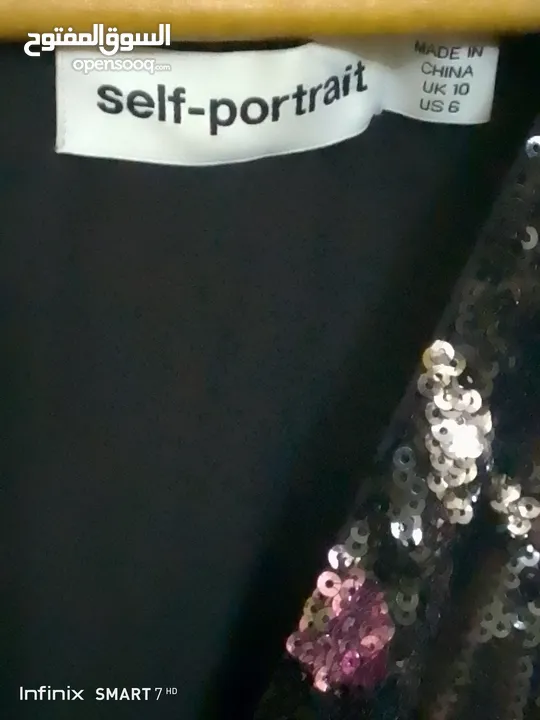 السوق المفتوح
opensooq.com
self-portrait
MADE IN
CHINA
UK 10
US 6
Infinix SMART 7 HD